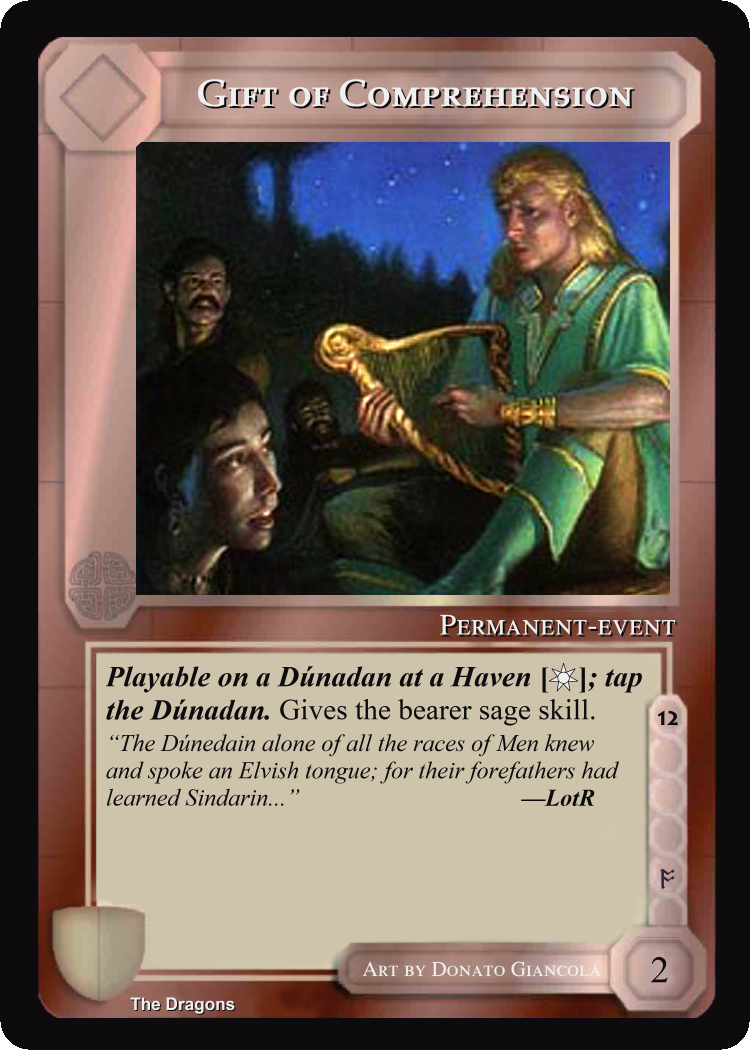 Gift of Comprehension
Permanent-event
Playable on a Dúnadan at a Haven [☼]; tap
the Dúnadan. Gives the bearer sage skill.
“The Dúnedain alone of all the races of Men knew
and spoke an Elvish tongue; for their forefathers had
learned Sindarin...” —LotR
12
ᚩ
Art by Donato Giancola
2
The Dragons